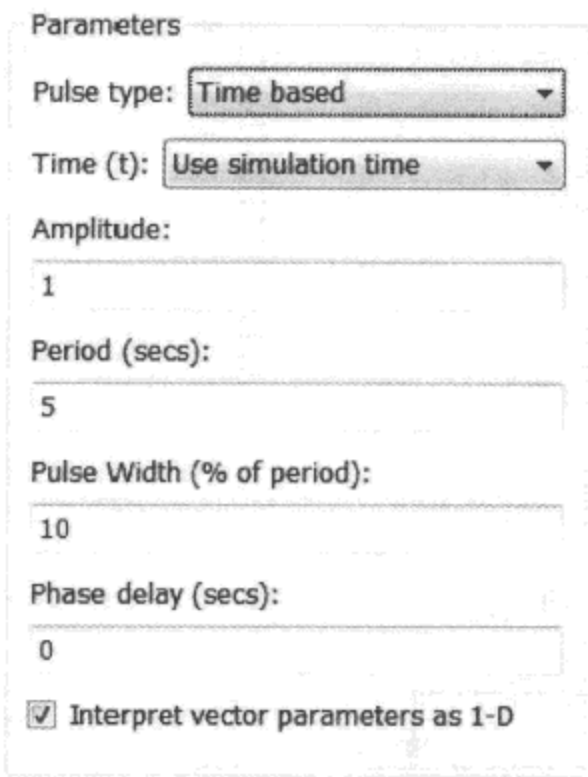 Parameters
Pulse type: Time based
Time (t): Use simulation time
Amplitude:
1
Period (secs):
5
Pulse Width (% of period):
10
Phase delay (secs):
0
Interpret vector parameters as 1-D